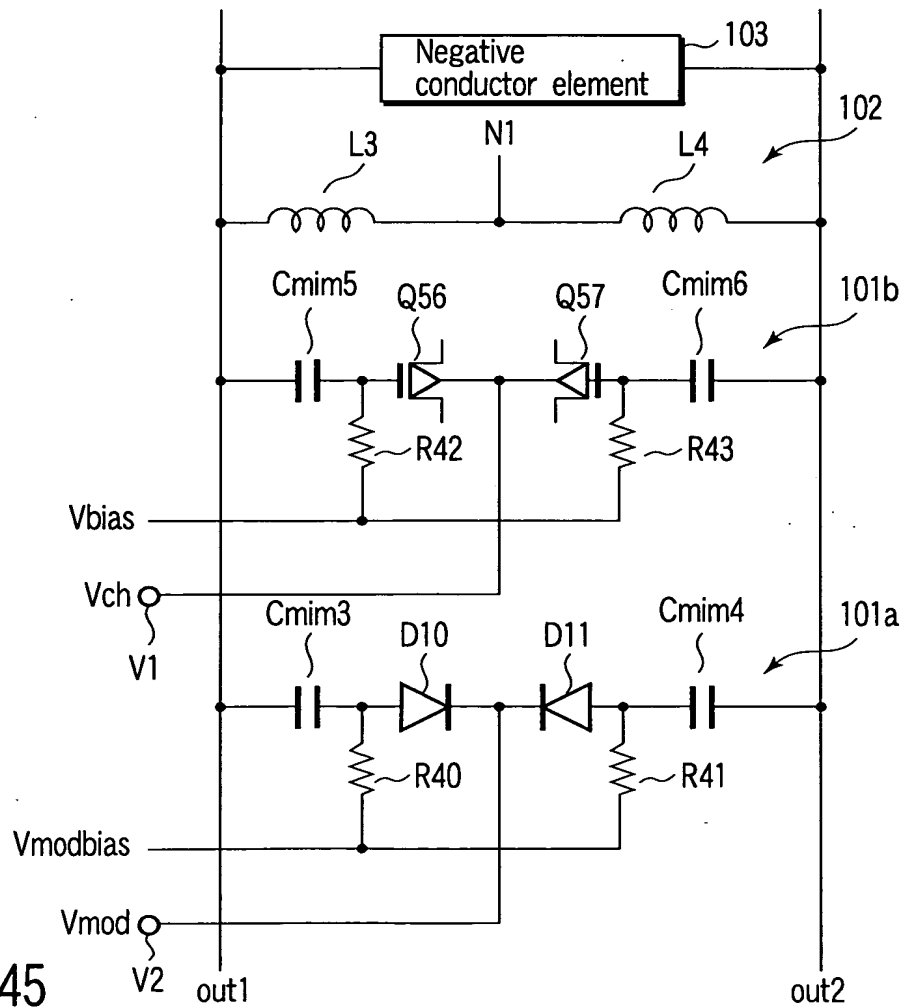 103
Negative
conductor element
102
N1
L3
L4
Cmim5
Q56
Q57
Cmim6
101b
R42
R43
Vbias
Vch
V1
Cmim3
D10
D11
Cmim4
101a
R40
R41
Vmodbias
Vmod
V2
45
out1
out2